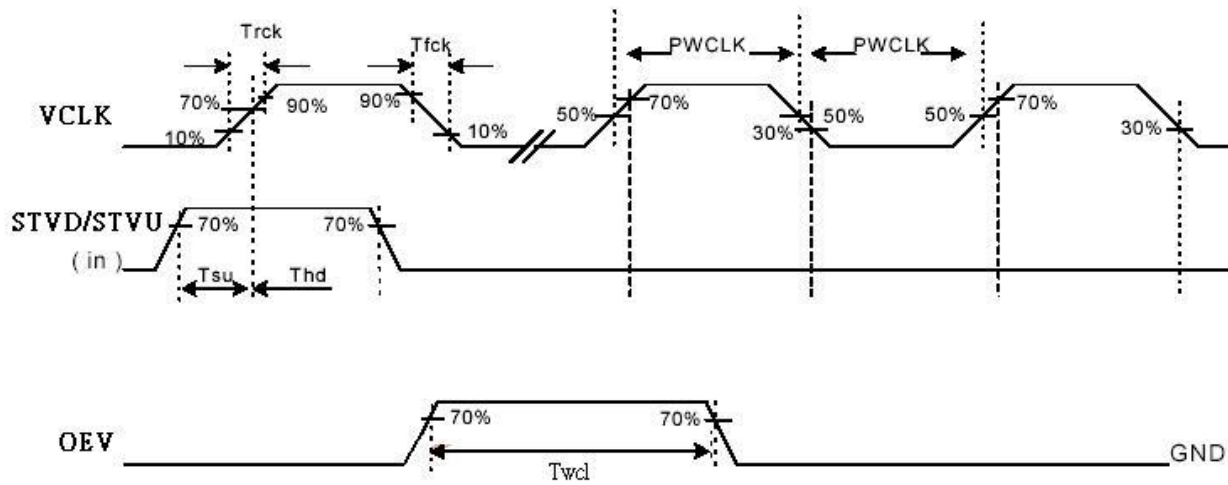 Trck
Tfck
PWCLK
PWCLK
VCLK
70%
10%
90%
90%
10%
50%
70%
30%
50%
50%
70%
30%
STVD/STVU
( in )
70%
70%
Tsu
Thd
OEV
70%
70%
Twcl
GND